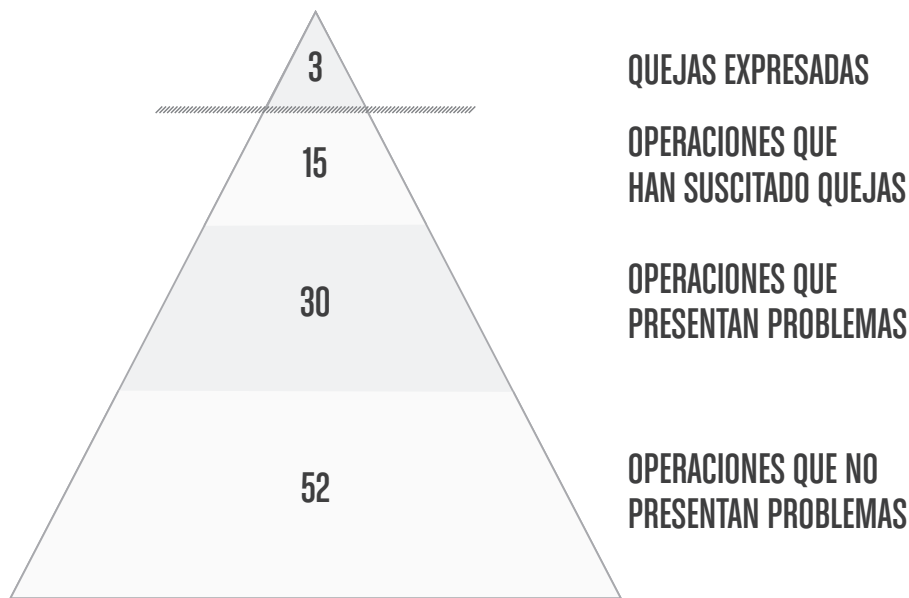 3
QUEJAS EXPRESADAS
15
OPERACIONES QUE
HAN SUSCITADO QUEJAS
30
OPERACIONES QUE
PRESENTAN PROBLEMAS
52
OPERACIONES QUE NO
PRESENTAN PROBLEMAS